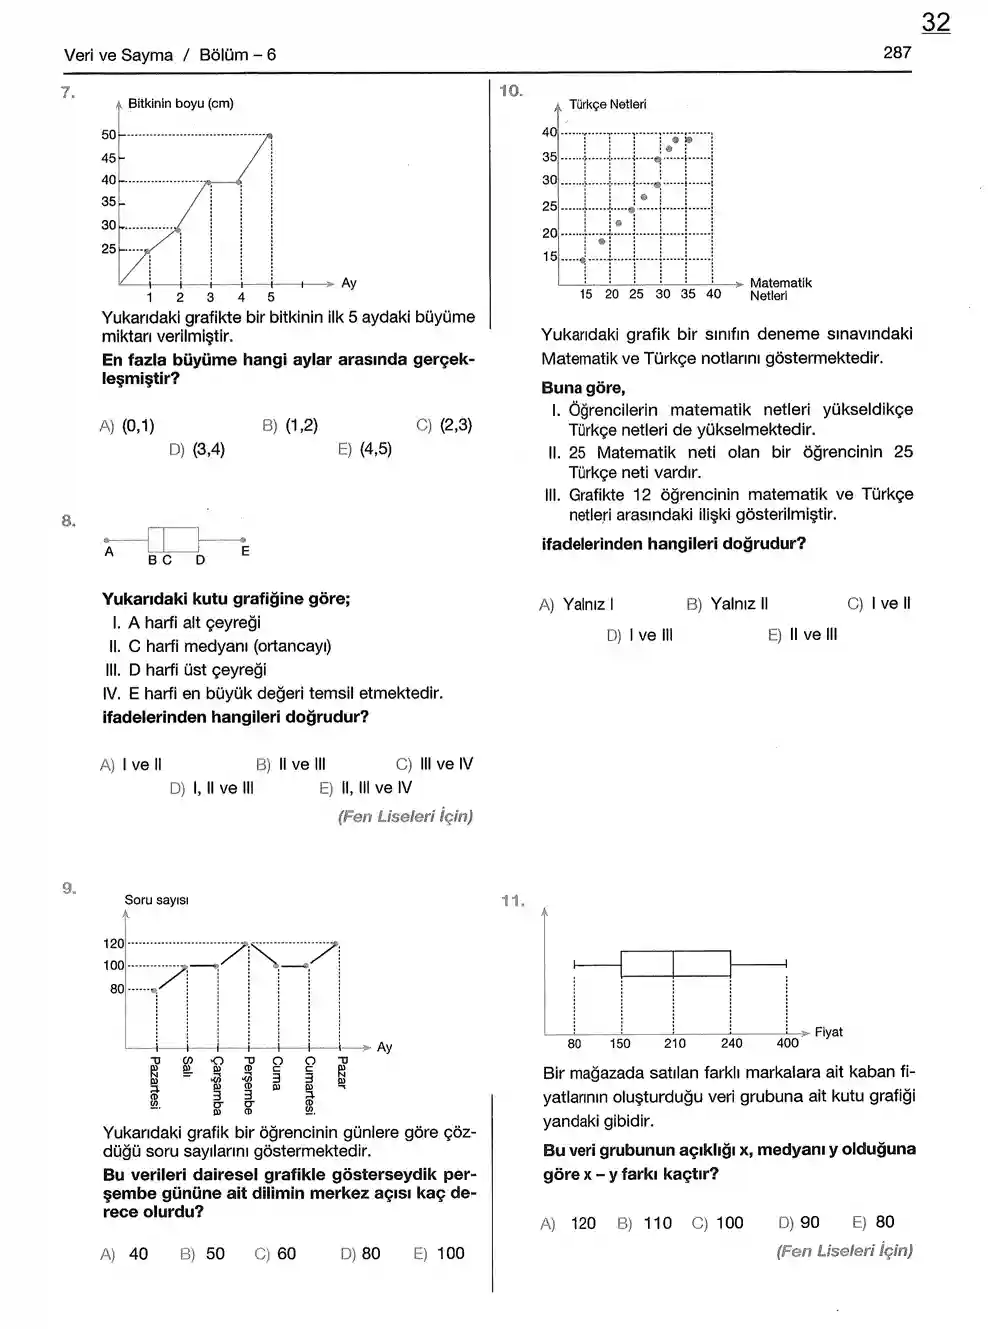 32
Veri ve Sayma / Bölüm – 6
287
7.
Bitkinin boyu (cm)
50
45
40
35
30
25
1 2 3 4 5
Ay
Yukarıdaki grafikte bir bitkinin ilk 5 aydaki büyüme
miktarı verilmiştir.
En fazla büyüme hangi aylar arasında gerçek-
leşmiştir?
A) (0,1) B) (1,2) C) (2,3)
D) (3,4) E) (4,5)
8.
A B C D E
Yukarıdaki kutu grafiğine göre;
I. A harfi alt çeyreği
II. C harfi medyanı (ortancayı)
III. D harfi üst çeyreği
IV. E harfi en büyük değeri temsil etmektedir.
ifadelerinden hangileri doğrudur?
A) I ve II B) II ve III C) III ve IV
D) I, II ve III E) II, III ve IV
(Fen Liseleri İçin)
9.
Soru sayısı
120
100
80
Ay
Pazartesi
Salı
Çarşamba
Perşembe
Cuma
Cumartesi
Pazar
Yukarıdaki grafik bir öğrencinin günlere göre çöz-
düğü soru sayılarını göstermektedir.
Bu verileri dairesel grafikle gösterseydik per-
şembe gününe ait dilimin merkez açısı kaç de-
rece olurdu?
A) 40 B) 50 C) 60 D) 80 E) 100
10.
Türkçe Netleri
40
35
30
25
20
15
15 20 25 30 35 40
Matematik
Netleri
Yukarıdaki grafik bir sınıfın deneme sınavındaki
Matematik ve Türkçe notlarını göstermektedir.
Buna göre,
I. Öğrencilerin matematik netleri yükseldikçe
Türkçe netleri de yükselmektedir.
II. 25 Matematik neti olan bir öğrencinin 25
Türkçe neti vardır.
III. Grafikte 12 öğrencinin matematik ve Türkçe
netleri arasındaki ilişki gösterilmiştir.
ifadelerinden hangileri doğrudur?
A) Yalnız I B) Yalnız II C) I ve II
D) I ve III E) II ve III
11.
80 150 210 240 400
Fiyat
Bir mağazada satılan farklı markalara ait kaban fi-
yatlarının oluşturduğu veri grubuna ait kutu grafiği
yandaki gibidir.
Bu veri grubunun açıklığı x, medyanı y olduğuna
göre x – y farkı kaçtır?
A) 120 B) 110 C) 100 D) 90 E) 80
(Fen Liseleri İçin)